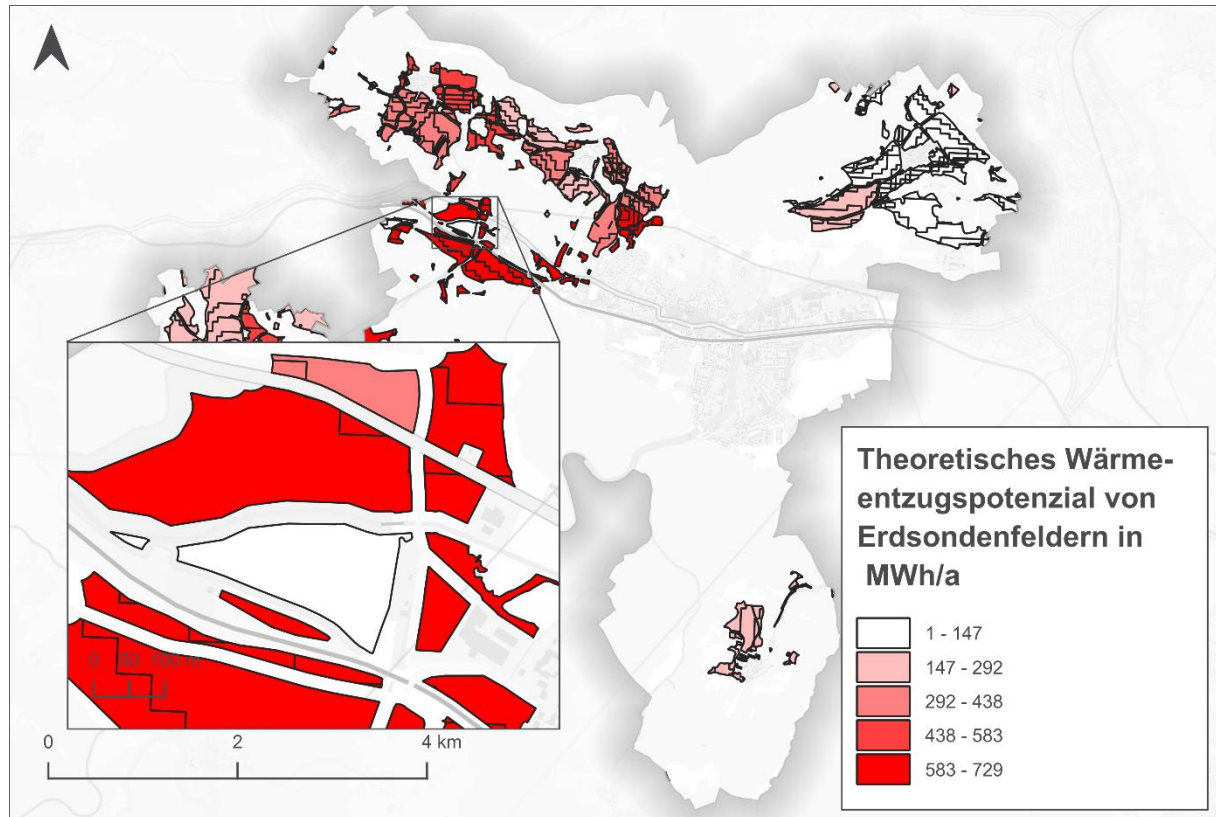 0 50 100 m
0 2 4 km
Theoretisches Wärme-
entzugspotenzial von
Erdsondenfeldern in
MWh/a
1 - 147
147 - 292
292 - 438
438 - 583
583 - 729